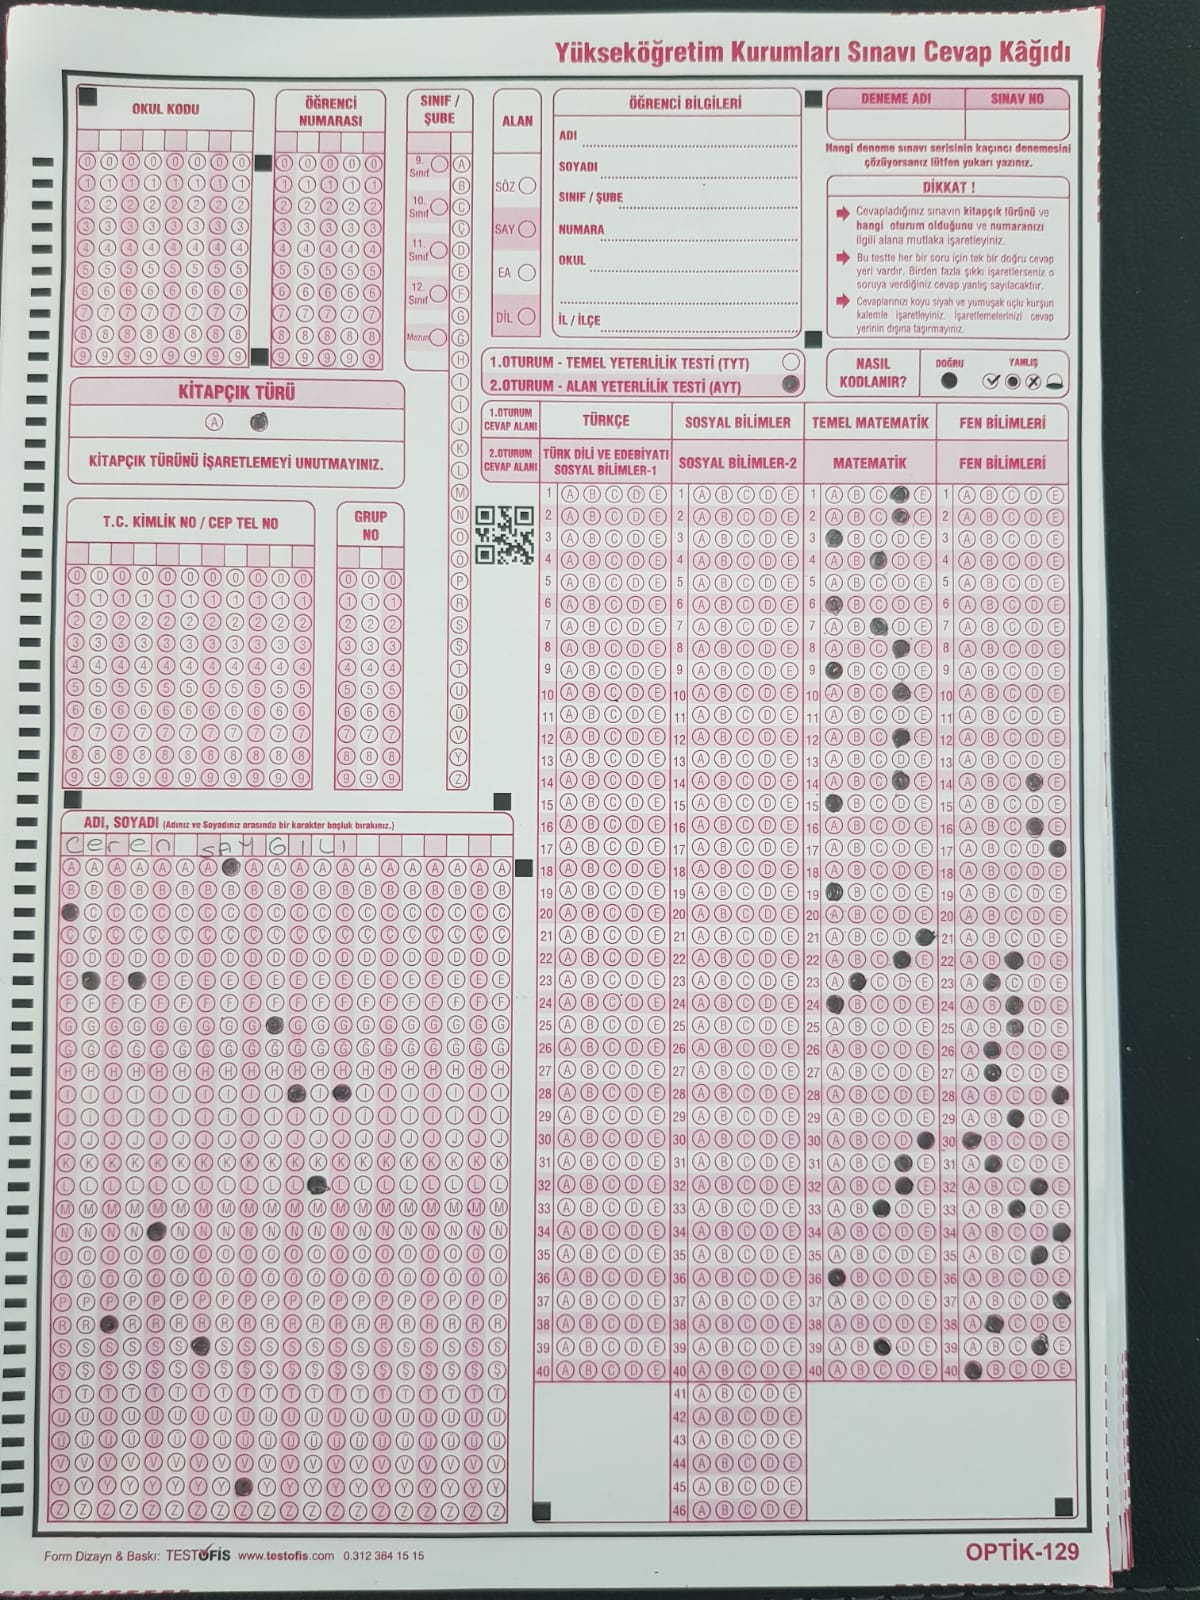 Yükseköğretim Kurumları Sınavı Cevap Kâğıdı
OKUL KODU
ÖĞRENCİ NUMARASI
SINIF / ŞUBE
9. Sınıf
10. Sınıf
11. Sınıf
12. Sınıf
Mezun
ALAN
SÖZ
SAY
EA
DİL
ÖĞRENCİ BİLGİLERİ
ADI
SOYADI
SINIF / ŞUBE
NUMARA
OKUL
İL / İLÇE
DENEME ADI
SINAV NO
Hangi deneme sınavı serisinin kaçıncı denemesini
çözüyorsanız lütfen yukarı yazınız.
DİKKAT !
Cevapladığınız sınavın kitapçık türünü ve
hangi oturum olduğunu ve numaranızı
ilgili alana mutlaka işaretleyiniz.
Bu testte her bir soru için tek bir doğru cevap
yeri vardır. Birden fazla şıkkı işaretlerseniz o
soruya verdiğiniz cevap yanlış sayılacaktır.
Cevaplarınızı koyu siyah ve yumuşak uçlu kurşun
kalemle işaretleyiniz. İşaretlemelerinizi cevap
yerinin dışına taşırmayınız.
1.OTURUM - TEMEL YETERLİLİK TESTİ (TYT)
2.OTURUM - ALAN YETERLİLİK TESTİ (AYT)
NASIL KODLANIR?
DOĞRU
YANLIŞ
KİTAPÇIK TÜRÜ
A
KİTAPÇIK TÜRÜNÜ İŞARETLEMEYİ UNUTMAYINIZ.
1.OTURUM CEVAP ALANI
TÜRKÇE
SOSYAL BİLİMLER
TEMEL MATEMATİK
FEN BİLİMLERİ
2.OTURUM CEVAP ALANI
TÜRK DİLİ VE EDEBİYATI SOSYAL BİLİMLER-1
SOSYAL BİLİMLER-2
MATEMATİK
FEN BİLİMLERİ
T.C. KİMLİK NO / CEP TEL NO
GRUP NO
ADI, SOYADI (Adınız ve Soyadınız arasında bir karakter boşluk bırakınız.)
Ceren SAYGILI
Form Dizayn & Baskı: TESTOFİS www.testofis.com 0.312 384 15 15
OPTİK-129